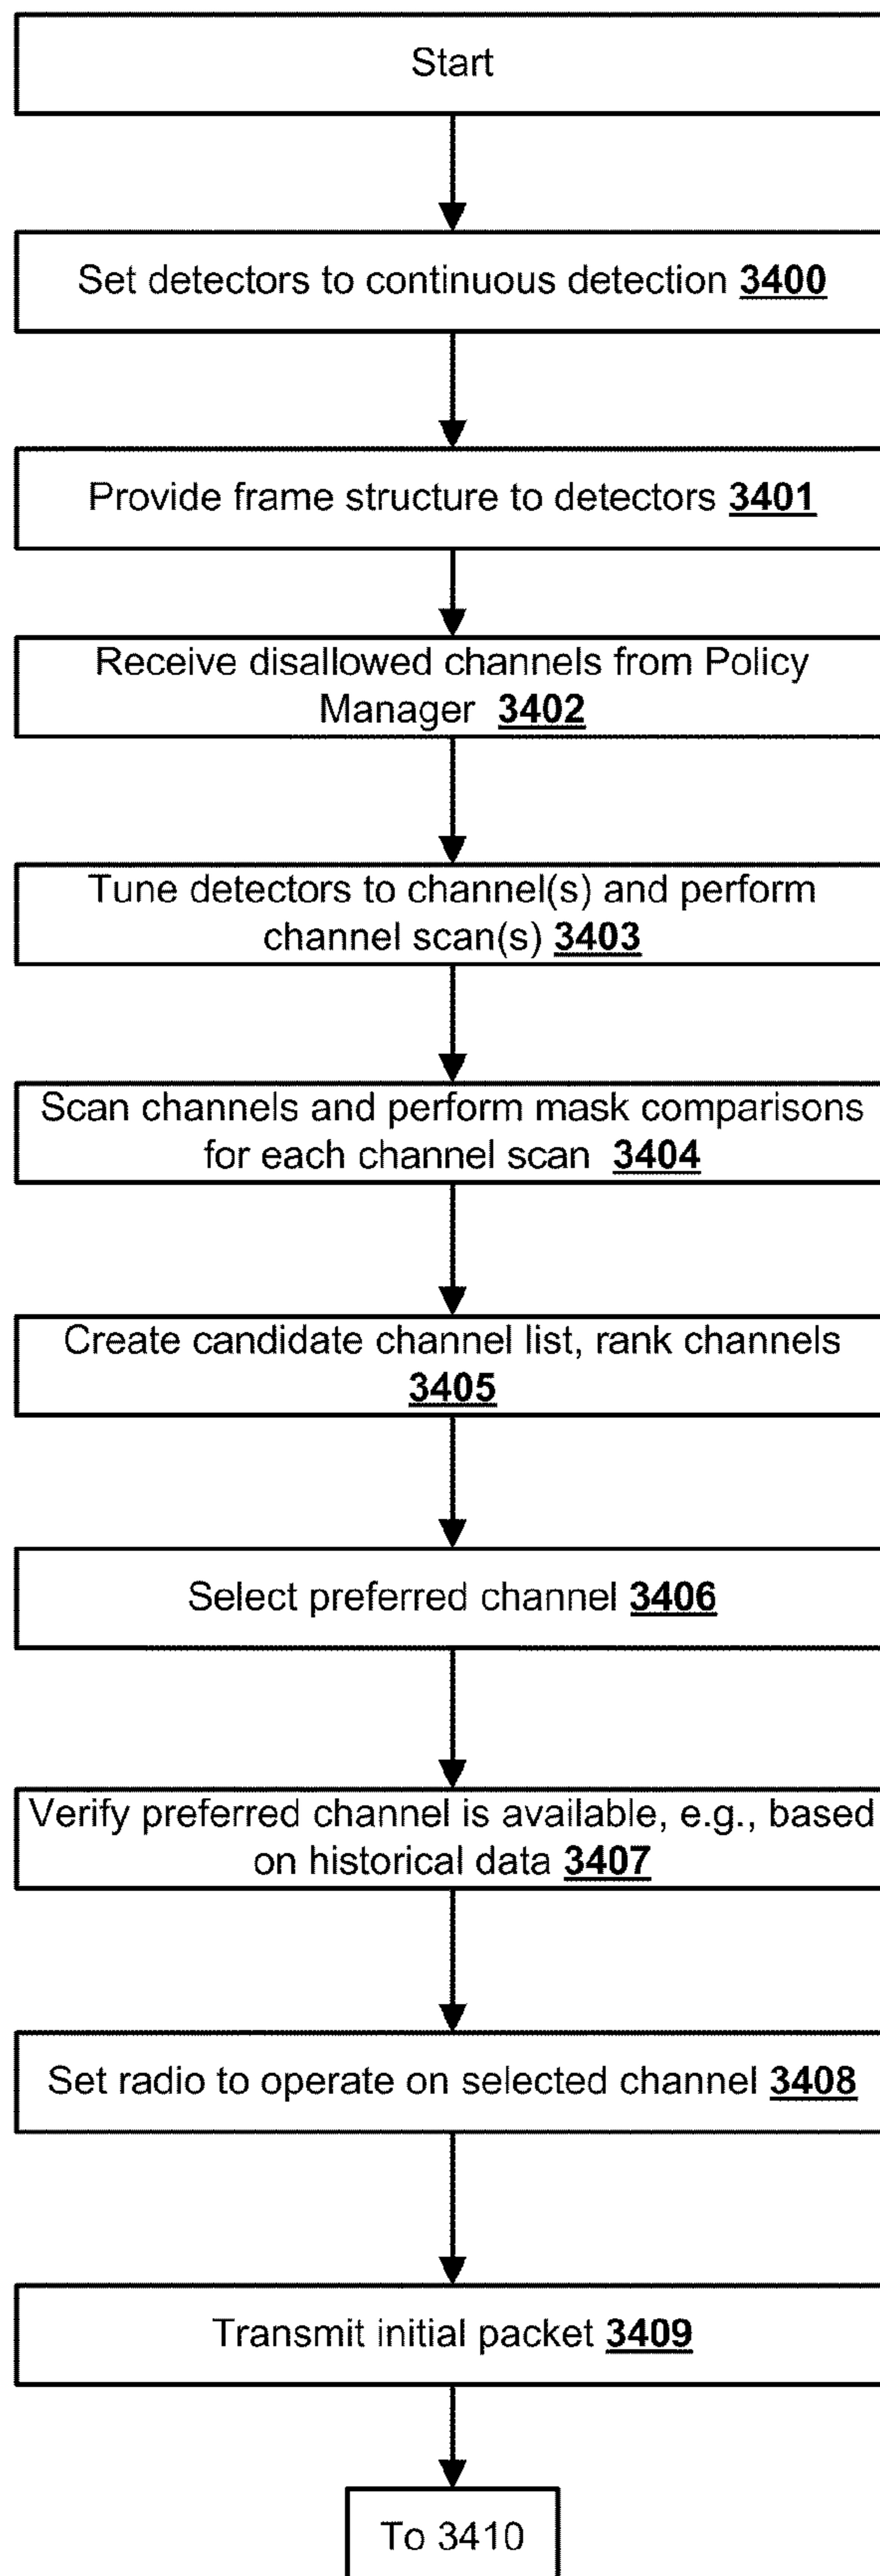 Start
Set detectors to continuous detection 3400
Provide frame structure to detectors 3401
Receive disallowed channels from Policy
Manager 3402
Tune detectors to channel(s) and perform
channel scan(s) 3403
Scan channels and perform mask comparisons
for each channel scan 3404
Create candidate channel list, rank channels
3405
Select preferred channel 3406
Verify preferred channel is available, e.g., based
on historical data 3407
Set radio to operate on selected channel 3408
Transmit initial packet 3409
To 3410